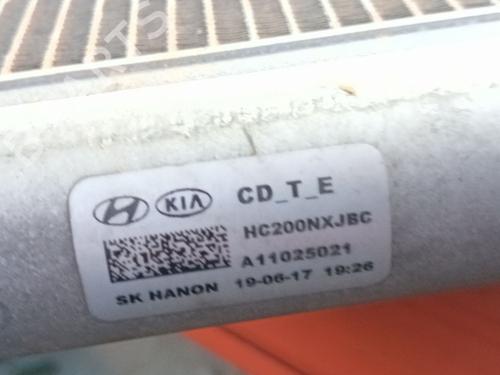 KIA
CD_T_E
HC200NXJBC
A11025021
SK HANON 19-06-17 19:26